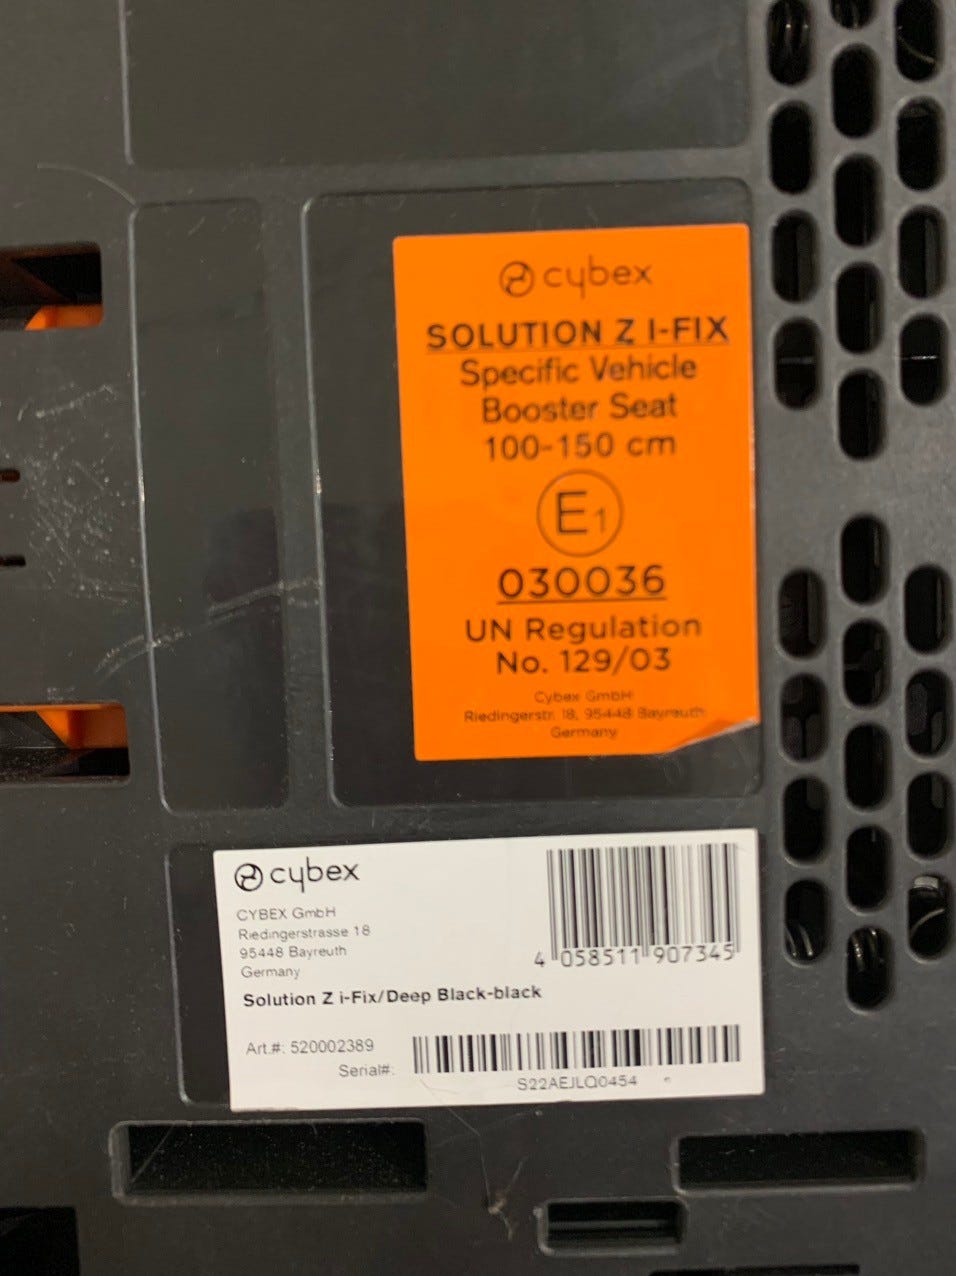 cybex
SOLUTION Z I-FIX
Specific Vehicle
Booster Seat
100-150 cm
E1
030036
UN Regulation
No. 129/03
Cybex GmbH
Riedingerstr. 18, 95448 Bayreuth
Germany
cybex
CYBEX GmbH
Riedingerstrasse 18
95448 Bayreuth
Germany
4 058511 907345
Solution Z i-Fix/Deep Black-black
Art.#: 520002389
Serial#:
S22AEJLQ0454